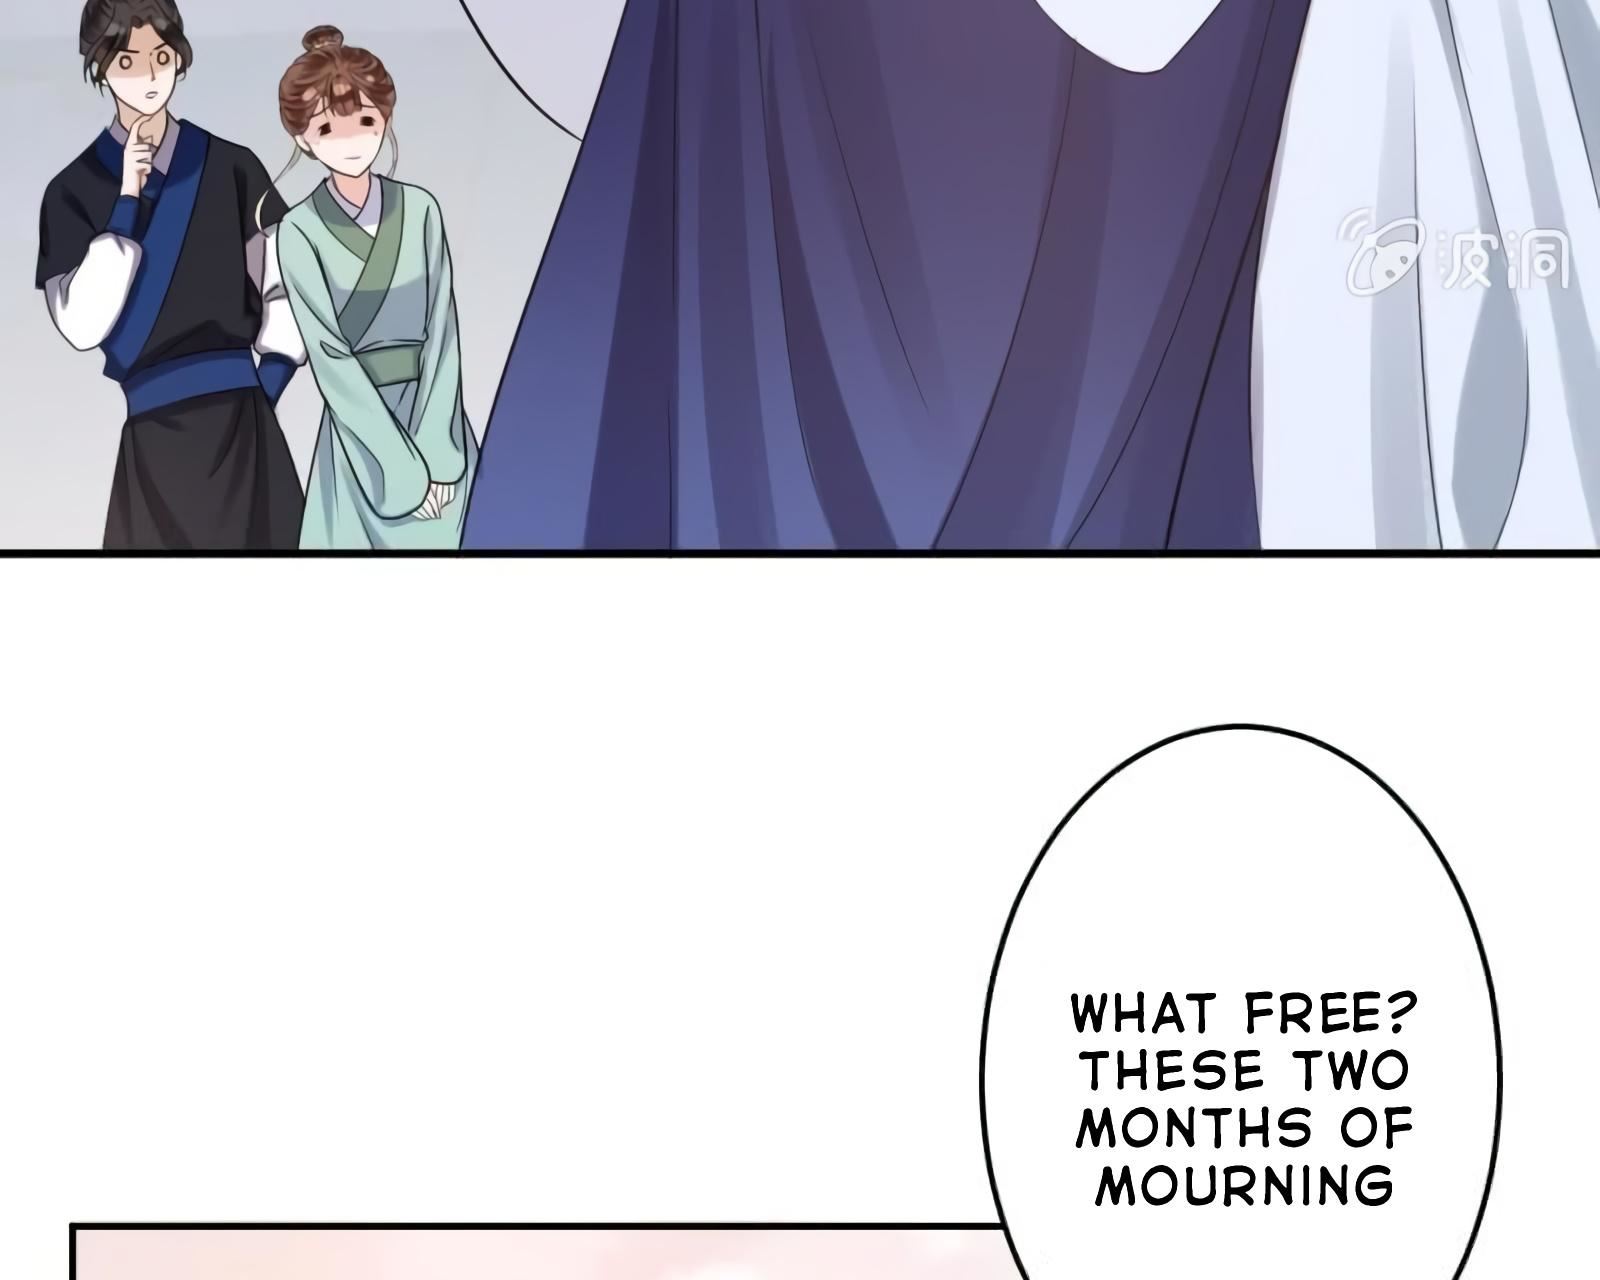 波洞
WHAT FREE?
THESE TWO
MONTHS OF
MOURNING